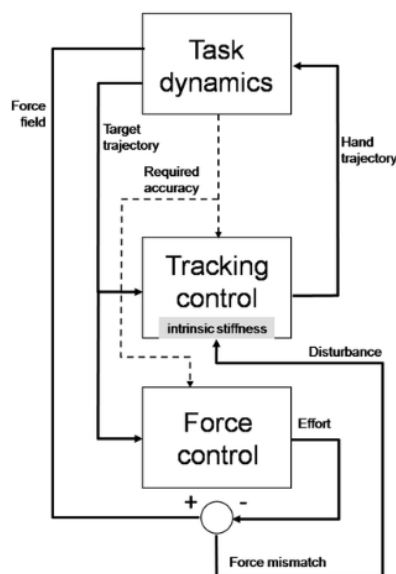 Task
dynamics
Force
field
Target
trajectory
Hand
trajectory
Required
accuracy
Tracking
control
intrinsic stiffness
Disturbance
Force
control
Effort
+
-
Force mismatch